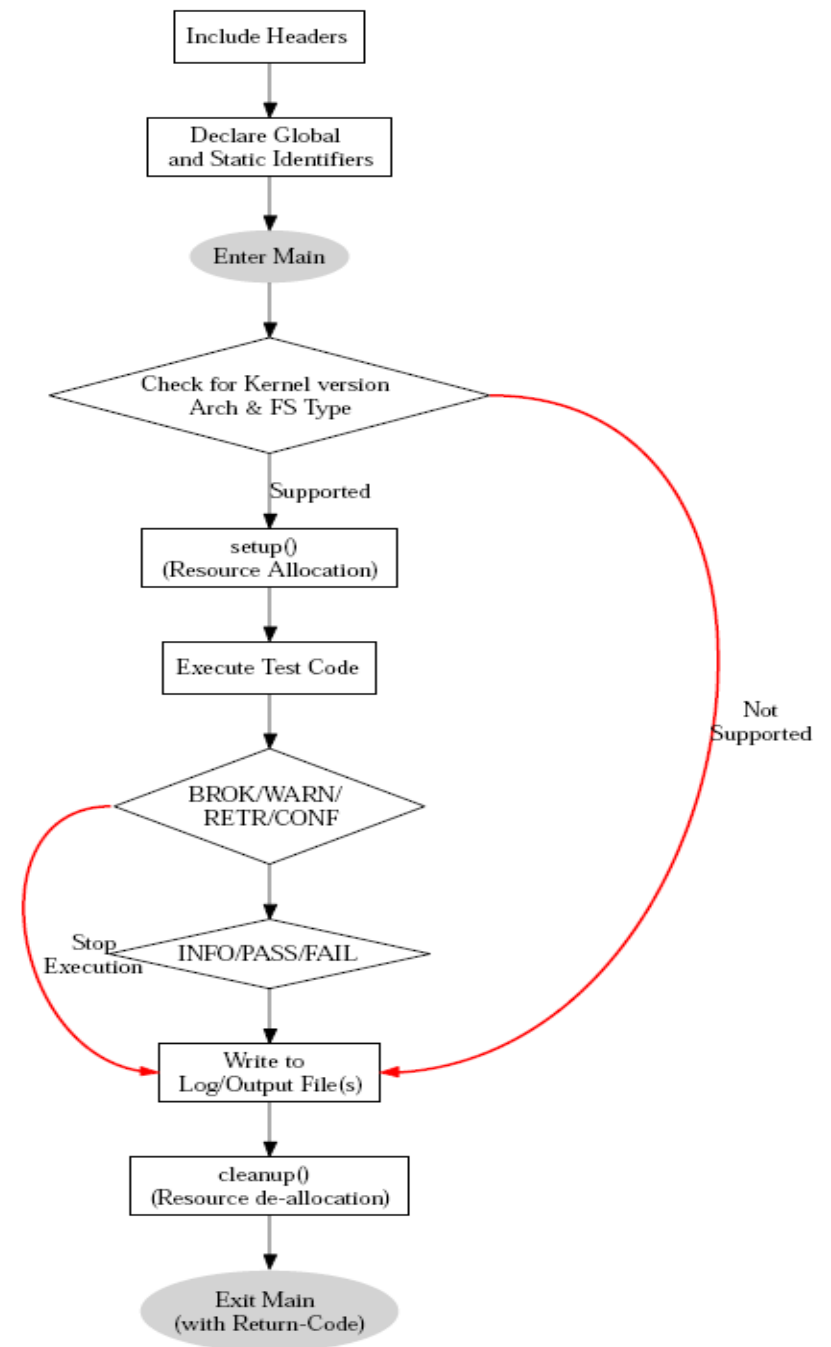 Include Headers
Declare Global
and Static Identifiers
Enter Main
Check for Kernel version
Arch & FS Type
Supported
setup()
(Resource Allocation)
Execute Test Code
Not
Supported
BROK/WARN/
RETR/CONF
Stop
Execution
INFO/PASS/FAIL
Write to
Log/Output File(s)
cleanup()
(Resource de-allocation)
Exit Main
(with Return-Code)